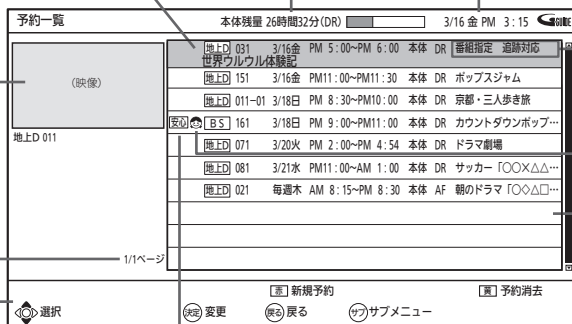 予約一覧 本体残量 26時間32分(DR) 3/16 金 PM 3:15 G GUIDE
(映像)
地上D 011
1/1ページ
地上D 031 3/16金 PM 5:00~PM 6:00 本体 DR 番組指定 追跡対応
世界ウルウル体験記
地上D 151 3/16金 PM11:00~PM11:30 本体 DR ポップスジャム
地上D 011-01 3/18日 PM 8:30~PM10:00 本体 DR 京都・三人歩き旅
安心 BS 161 3/18日 PM 9:00~PM11:00 本体 DR カウントダウンポップ…
地上D 071 3/20火 PM 2:00~PM 4:54 本体 DR ドラマ劇場
地上D 081 3/21水 PM11:00~AM 1:00 本体 DR サッカー「○○×△△…
地上D 021 毎週木 AM 8:15~PM 8:30 本体 AF 朝のドラマ「○◇△□…
赤 新規予約 黄 予約消去
選択 決定 変更 戻る 戻る サブ サブメニュー